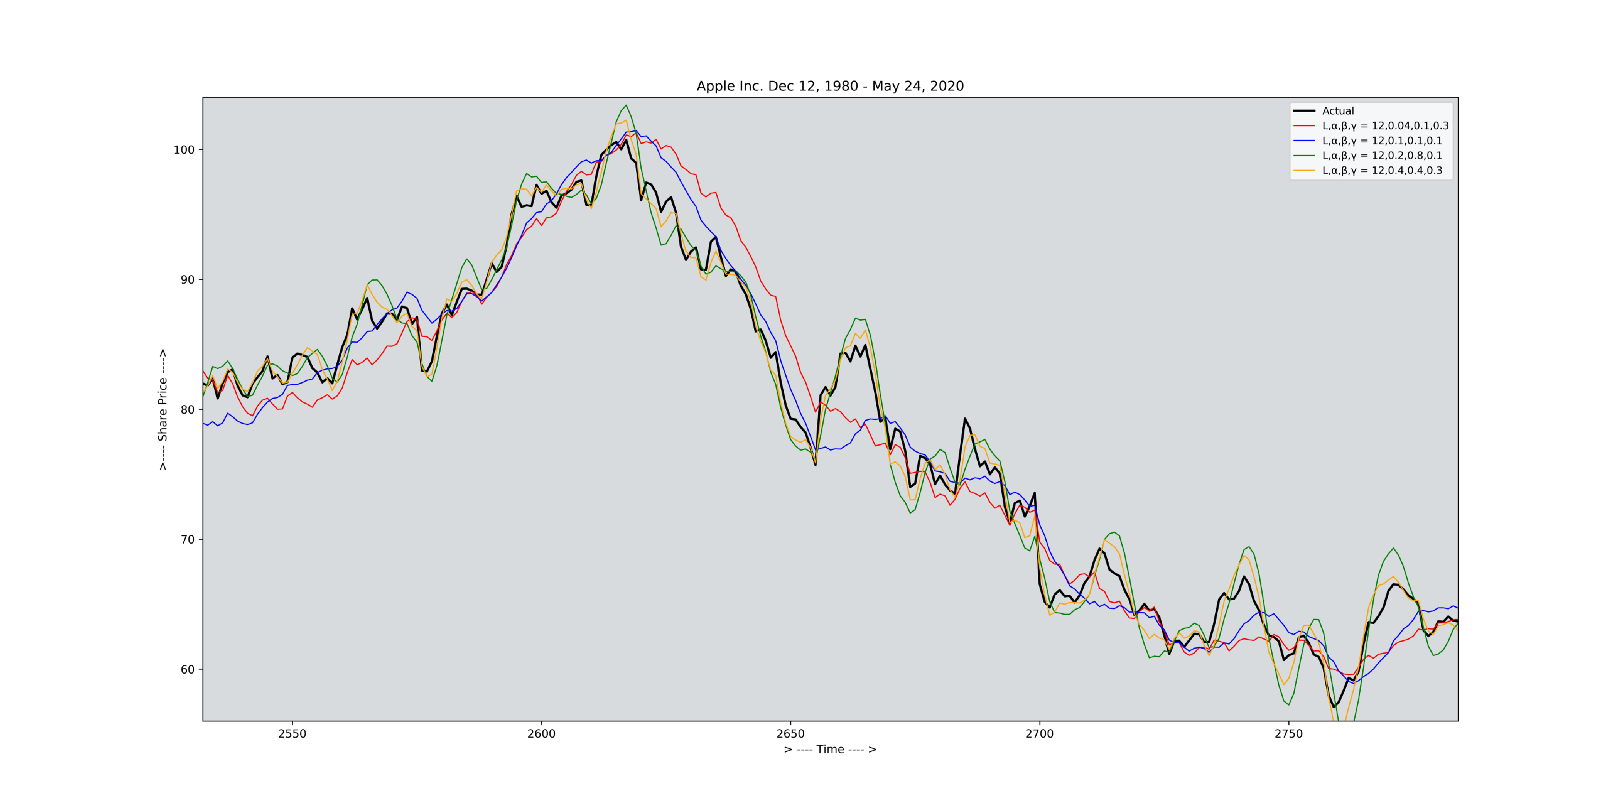 Apple Inc. Dec 12, 1980 - May 24, 2020
Actual
L,α,β,γ = 12,0.04,0.1,0.3
L,α,β,γ = 12,0.1,0.1,0.1
L,α,β,γ = 12,0.2,0.8,0.1
L,α,β,γ = 12,0.4,0.4,0.3
100
90
80
70
60
>---- Share Price ---->
2550 2600 2650 2700 2750
> ---- Time ---- >